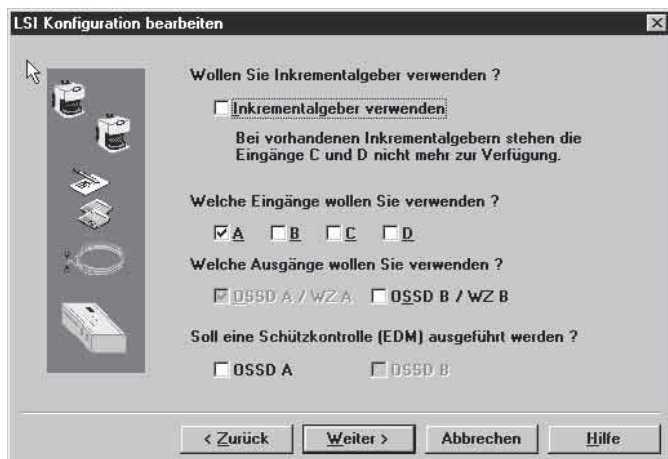 LSI Konfiguration bearbeiten
Wollen Sie Inkrementalgeber verwenden ?
Inkrementalgeber verwenden
Bei vorhandenen Inkrementalgebern stehen die
Eingänge C und D nicht mehr zur Verfügung.
Welche Eingänge wollen Sie verwenden ?
A B C D
Welche Ausgänge wollen Sie verwenden ?
OSSD A / WZ A OSSD B / WZ B
Soll eine Schützkontrolle (EDM) ausgeführt werden ?
OSSD A OSSD B
< Zurück Weiter > Abbrechen Hilfe